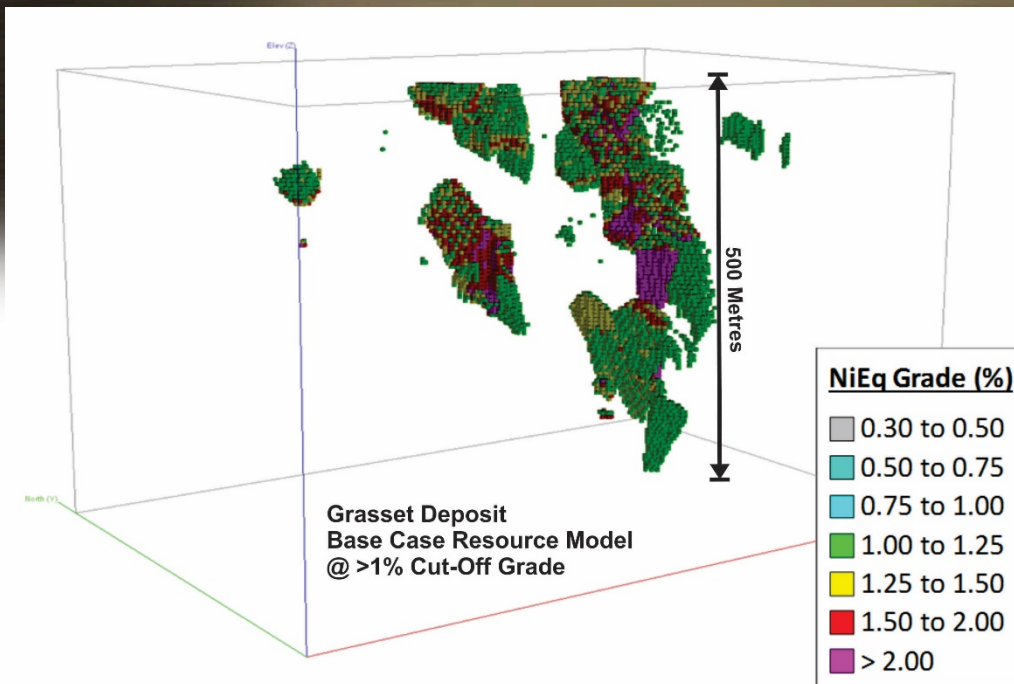 Elev (Z)
500 Metres
North (Y)
Grasset Deposit
Base Case Resource Model
@ >1% Cut-Off Grade
NiEq Grade (%)
0.30 to 0.50
0.50 to 0.75
0.75 to 1.00
1.00 to 1.25
1.25 to 1.50
1.50 to 2.00
> 2.00